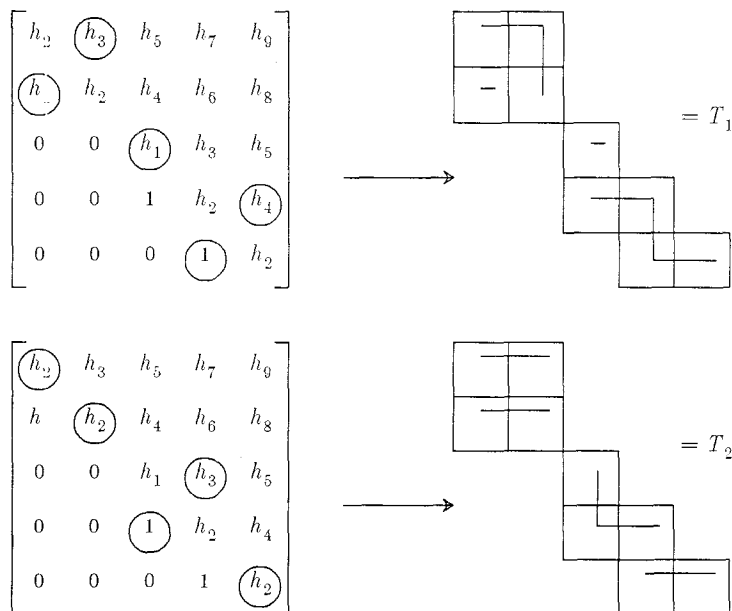 h₂ h₃ h₅ h₇ h₉
h h₂ h₄ h₆ h₈
0 0 h₁ h₃ h₅
= T₁
0 0 1 h₂ h₄
0 0 0 1 h₂
h₂ h₃ h₅ h₇ h₉
h h₂ h₄ h₆ h₈
= T₂
0 0 h₁ h₃ h₅
0 0 1 h₂ h₄
0 0 0 1 h₂